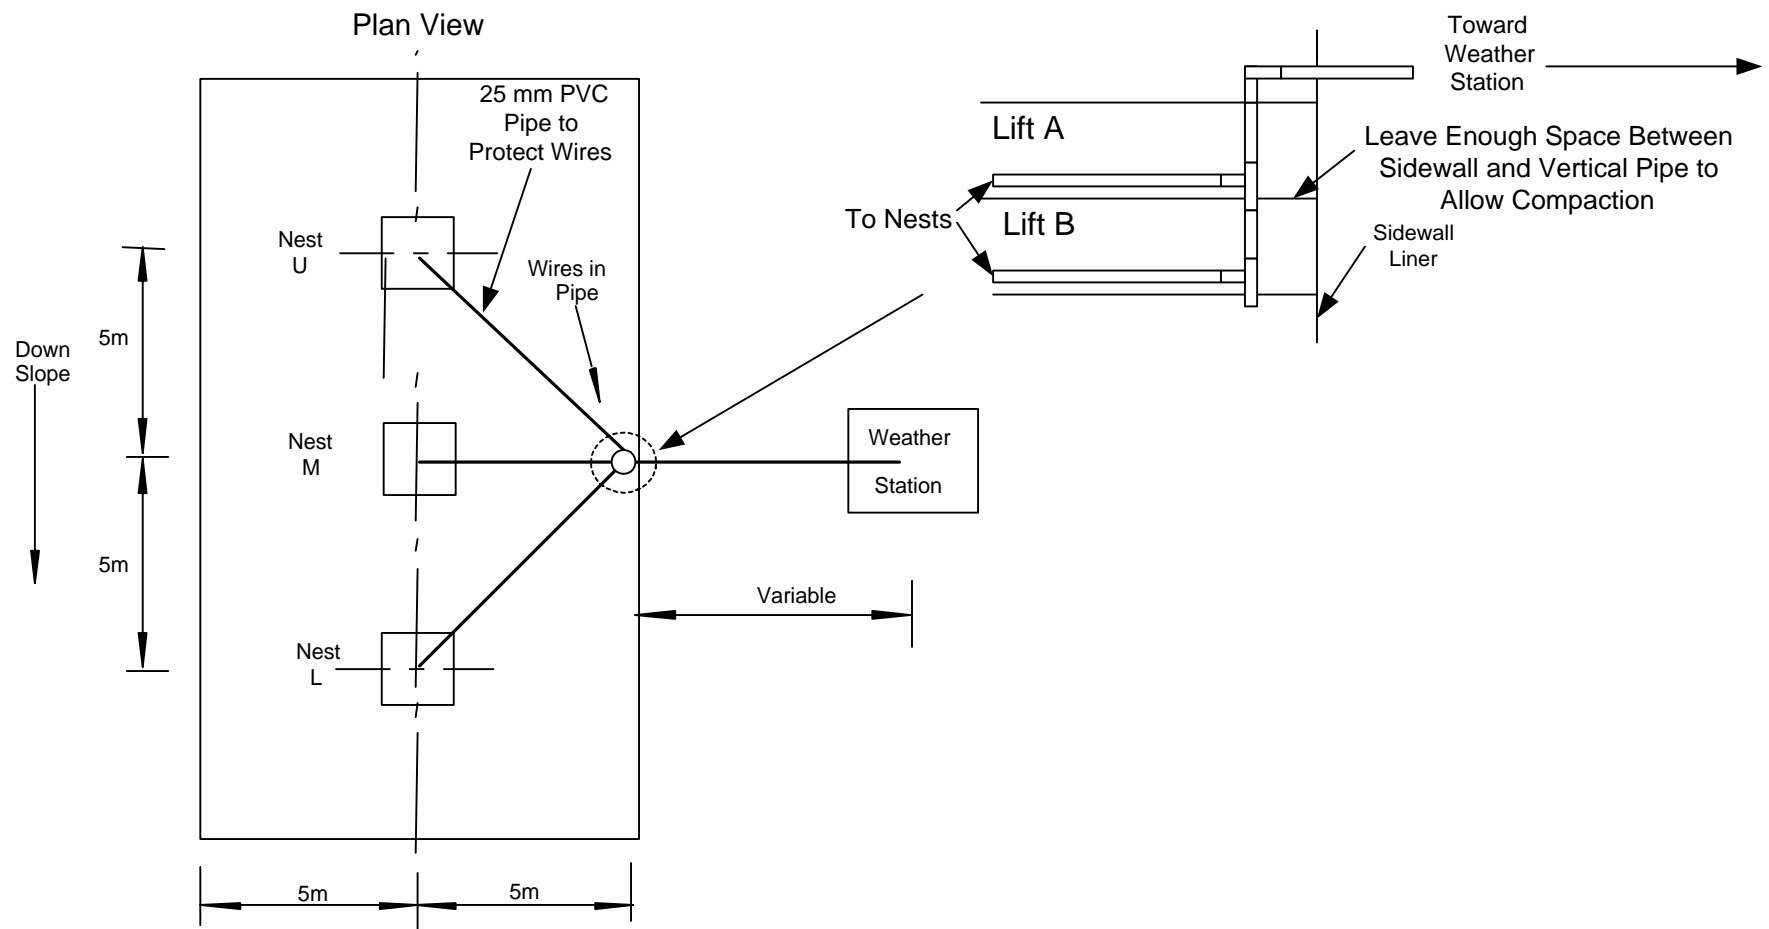 Plan View
25 mm PVC
Pipe to
Protect Wires
Nest
U
Wires in
Pipe
5m
Down
Slope
Nest
M
5m
Nest
L
Weather
Station
Variable
5m
5m
Toward
Weather
Station
Lift A
Leave Enough Space Between
Sidewall and Vertical Pipe to
Allow Compaction
To Nests
Lift B
Sidewall
Liner